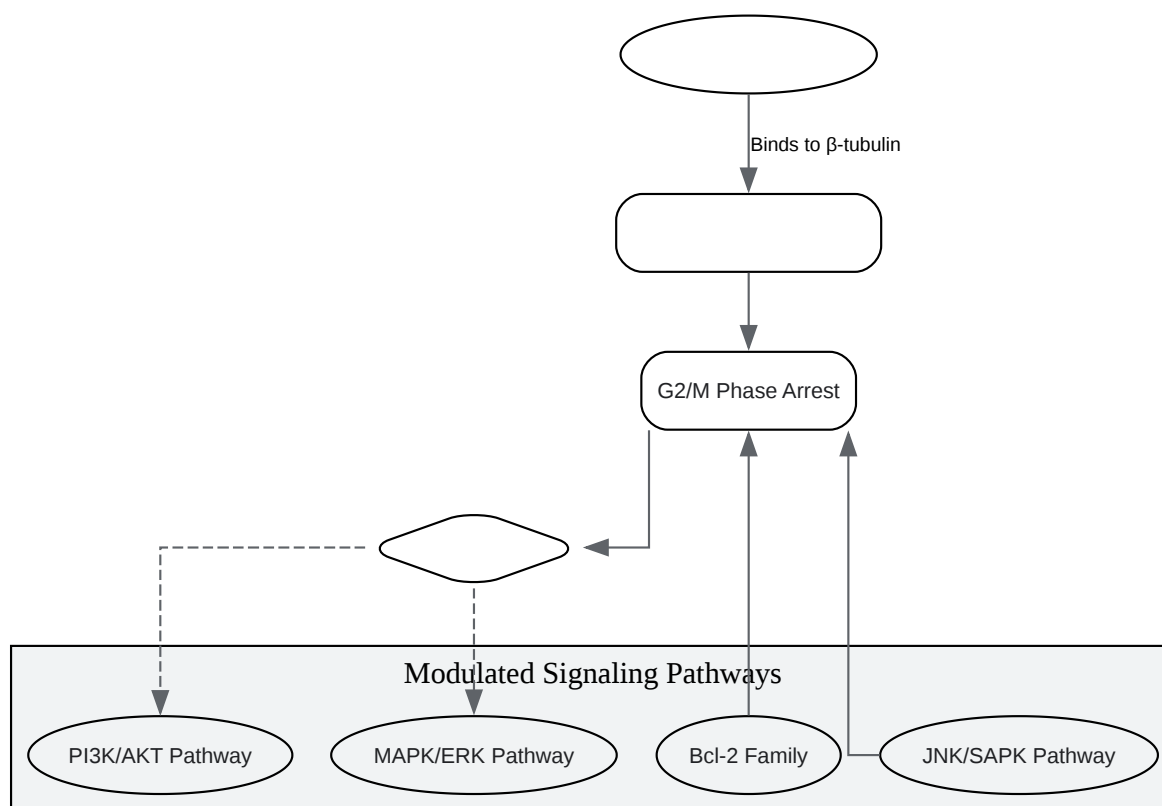 Binds to β-tubulin
G2/M Phase Arrest
Modulated Signaling Pathways
PI3K/AKT Pathway
MAPK/ERK Pathway
Bcl-2 Family
JNK/SAPK Pathway